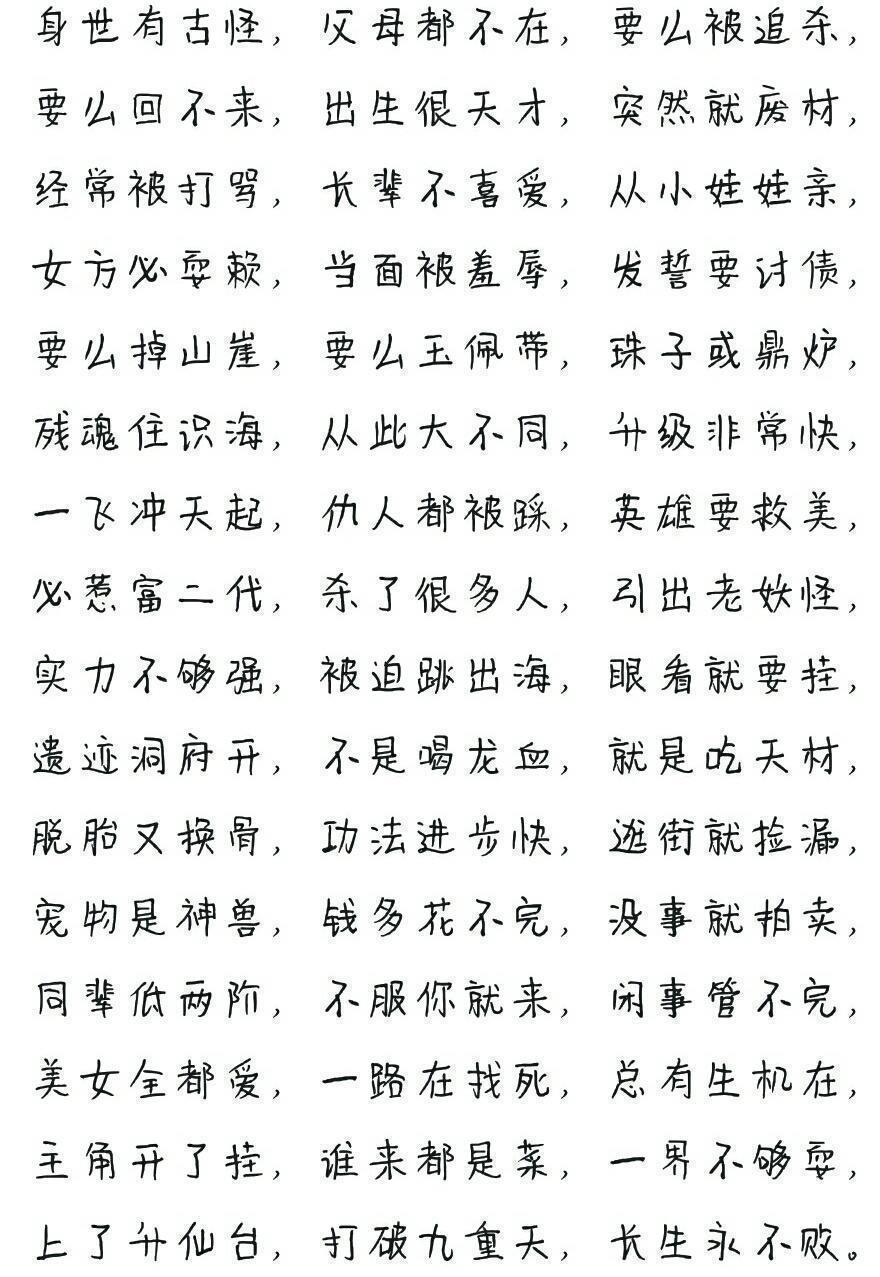 身世有古怪，父母都不在，要么被追杀，
要么回不来，出生很天才，突然就废材，
经常被打骂，长辈不喜爱，从小娃娃亲，
女方必耍赖，当面被羞辱，发誓要讨债，
要么掉山崖，要么玉佩带，珠子或鼎炉，
残魂住识海，从此大不同，升级非常快，
一飞冲天起，仇人都被踩，英雄要救美，
必惹富二代，杀了很多人，引出老妖怪，
实力不够强，被迫跳出海，眼看就要挂，
遗迹洞府开，不是喝龙血，就是吃天材，
脱胎又换骨，功法进步快，逛街就捡漏，
宠物是神兽，钱多花不完，没事就拍卖，
同辈低两阶，不服你就来，闲事管不完，
美女全都爱，一路在找死，总有生机在，
主角开了挂，谁来都是菜，一界不够耍，
上了升仙台，打破九重天，长生永不败。